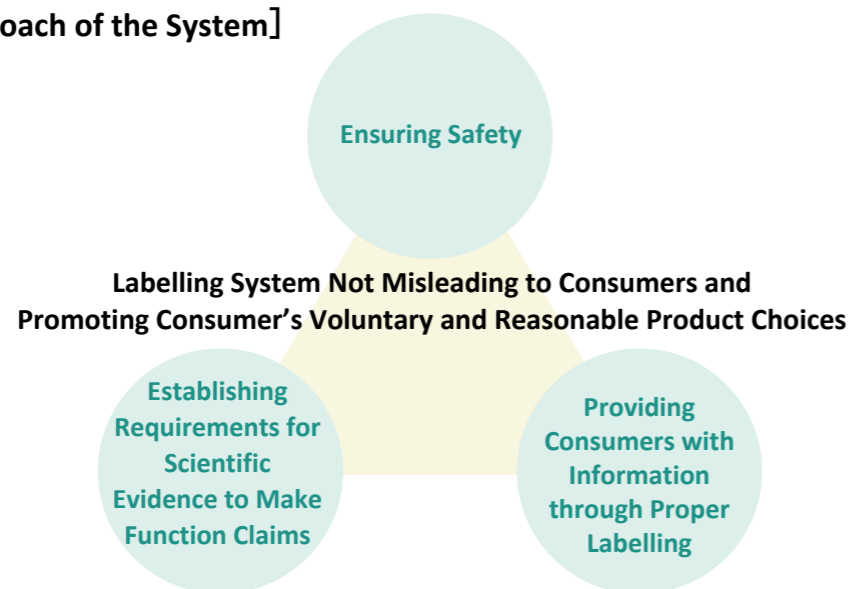 oach of the System]
Ensuring Safety
Labelling System Not Misleading to Consumers and
Promoting Consumer’s Voluntary and Reasonable Product Choices
Establishing
Requirements for
Scientific
Evidence to Make
Function Claims
Providing
Consumers with
Information
through Proper
Labelling